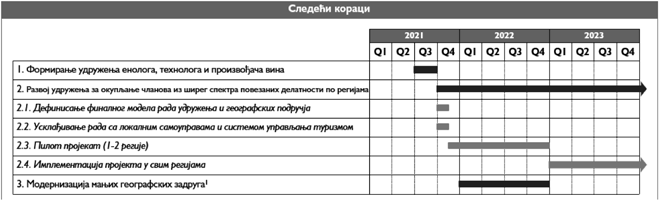 Следећи кораци
2021 2022 2023
Q1 Q2 Q3 Q4 Q1 Q2 Q3 Q4 Q1 Q2 Q3 Q4
1. Формирање удружења енолога, технолога и произвођача вина
2. Развој удружења за окупљање чланова из ширег спектра повезаних делатности по регијама
2.1. Дефинисање финалног модела рада удружења и географских подручја
2.2. Усклађивање рада са локалним самоуправама и системом управљања туризмом
2.3. Пилот пројекат (1-2 регије)
2.4. Имплементација пројекта у свим регијама
3. Модернизација мањих географских задруга¹